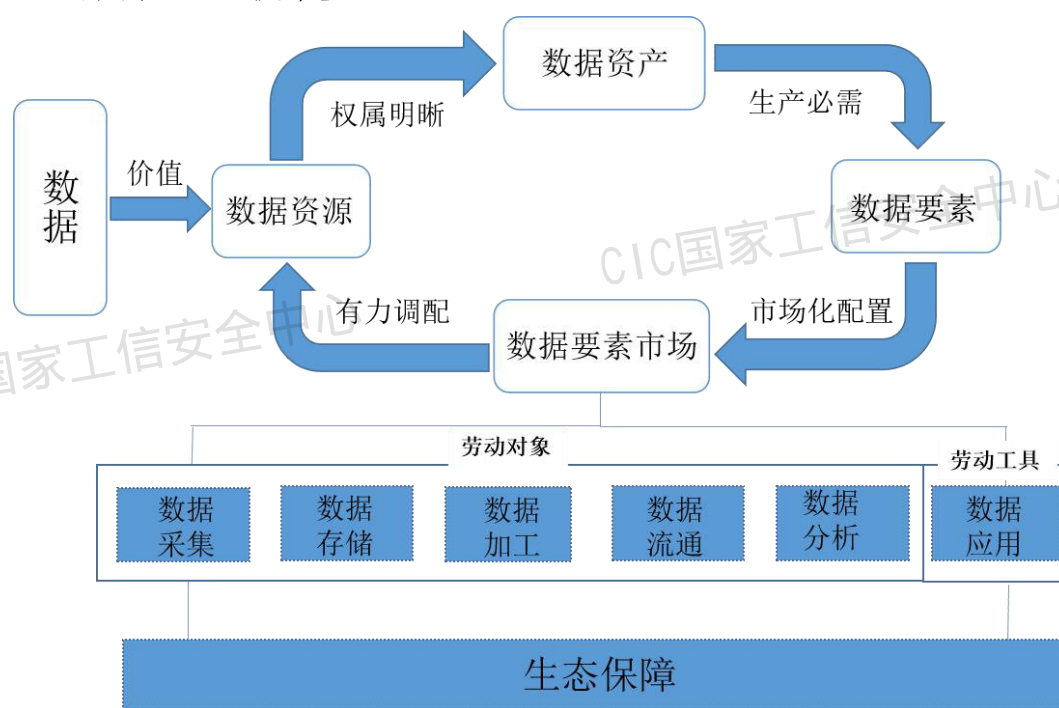 数据资产
权属明晰
生产必需
数据
价值
数据资源
数据要素
CIC国家工信安全中心
有力调配
市场化配置
数据要素市场
国家工信安全中心
劳动对象
劳动工具
数据
采集
数据
存储
数据
加工
数据
流通
数据
分析
数据
应用
生态保障